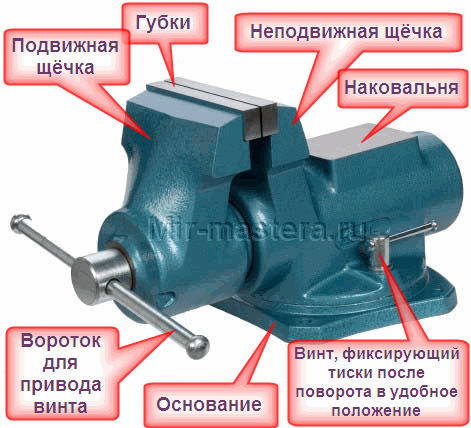 Губки
Подвижная
щёчка
Неподвижная щёчка
Наковальня
Mir-mastera.ru
Вороток
для
привода
винта
Основание
Винт, фиксирующий
тиски после
поворота в удобное
положение